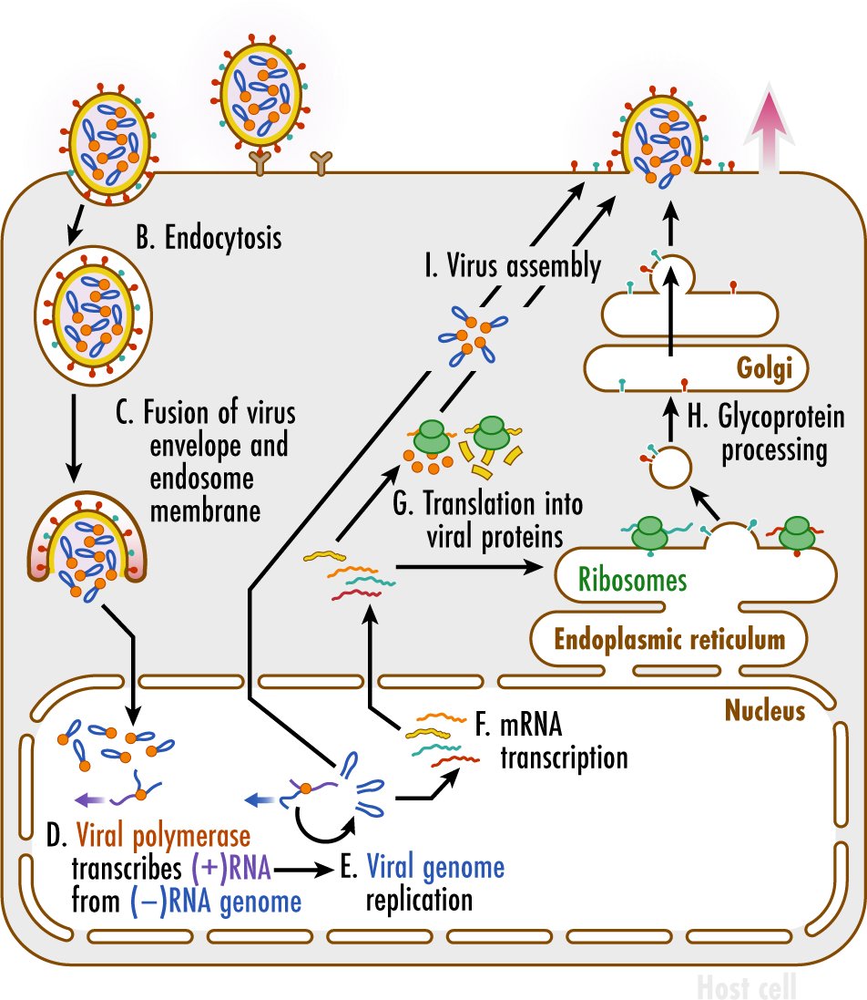 B. Endocytosis
I. Virus assembly
Golgi
C. Fusion of virus
envelope and
endosome
membrane
H. Glycoprotein
processing
G. Translation into
viral proteins
Ribosomes
Endoplasmic reticulum
Nucleus
F. mRNA
transcription
D. Viral polymerase
transcribes (+)RNA
from (−)RNA genome
E. Viral genome
replication
Host cell